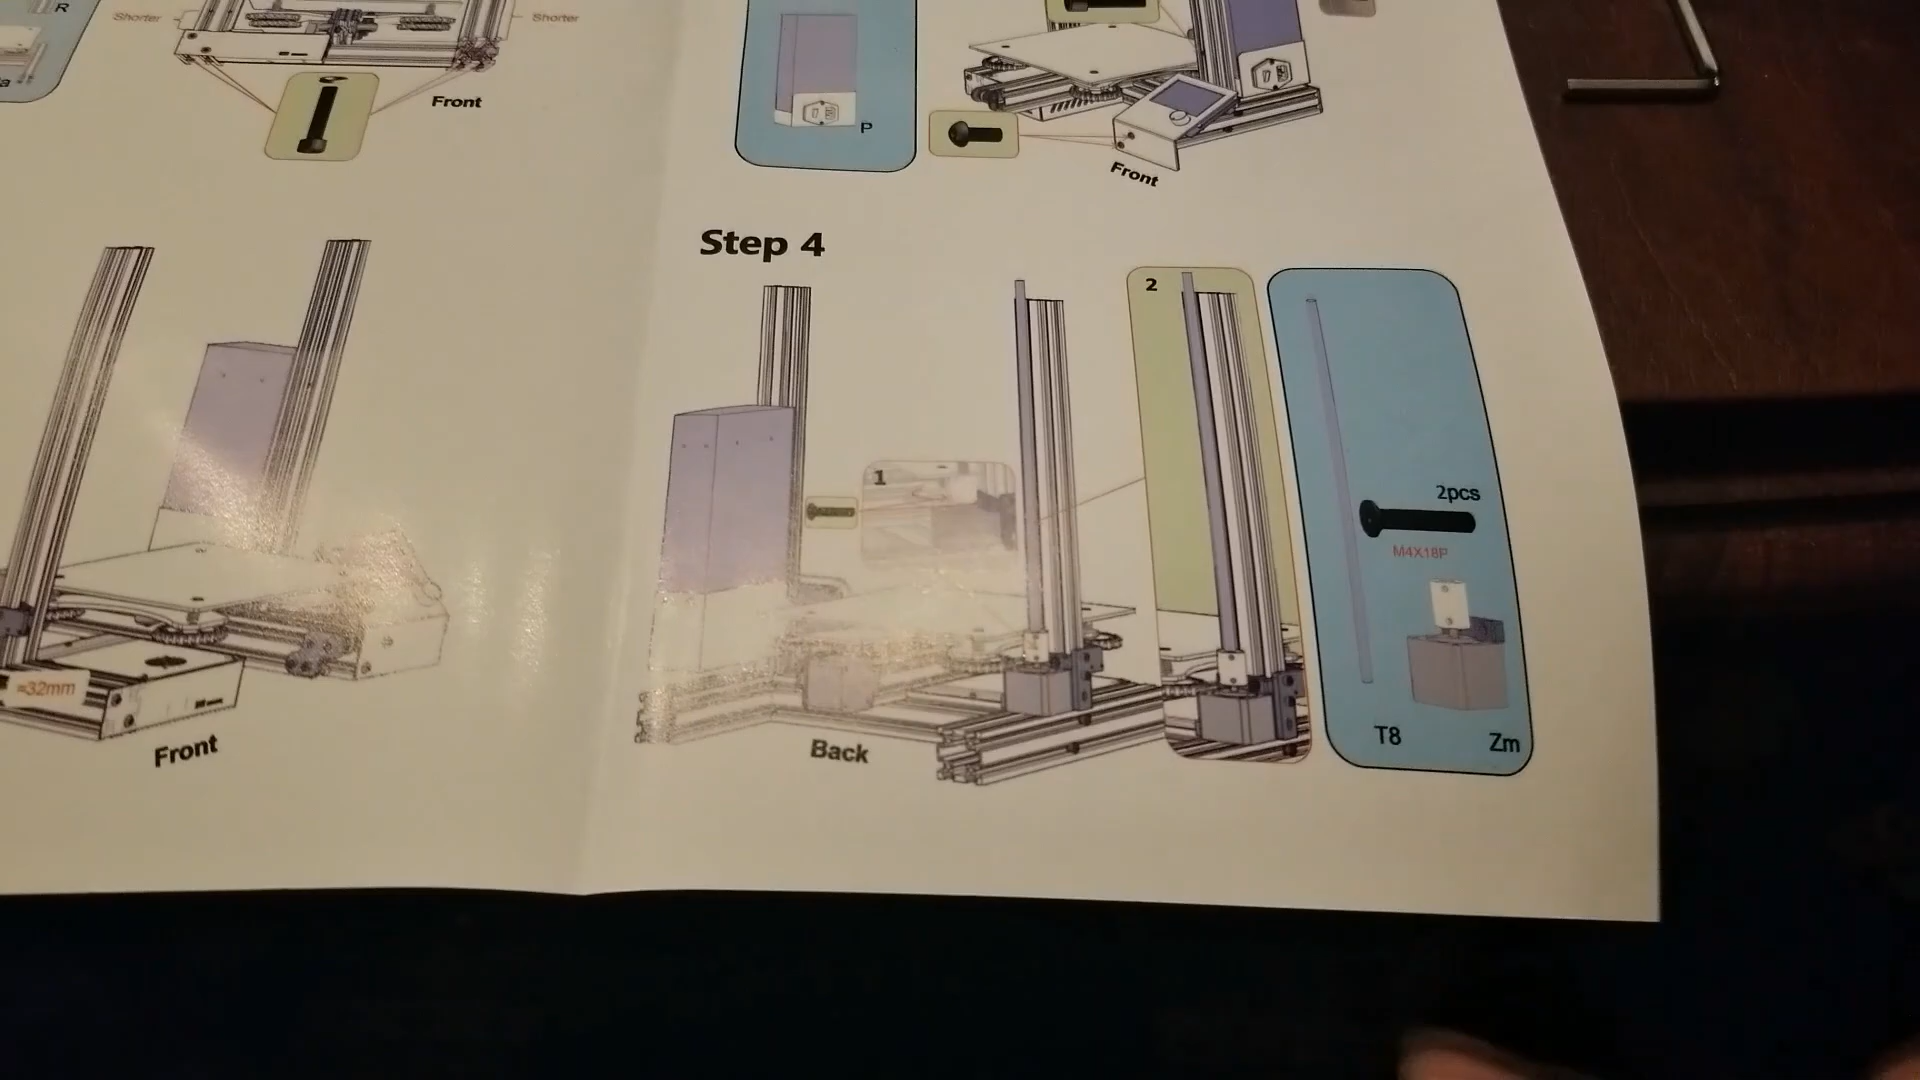 R
Shorter
Shorter
Front
P
Front
=32mm
Front
Step 4
1
Back
2
2pcs
M4X18P
T8
Zm